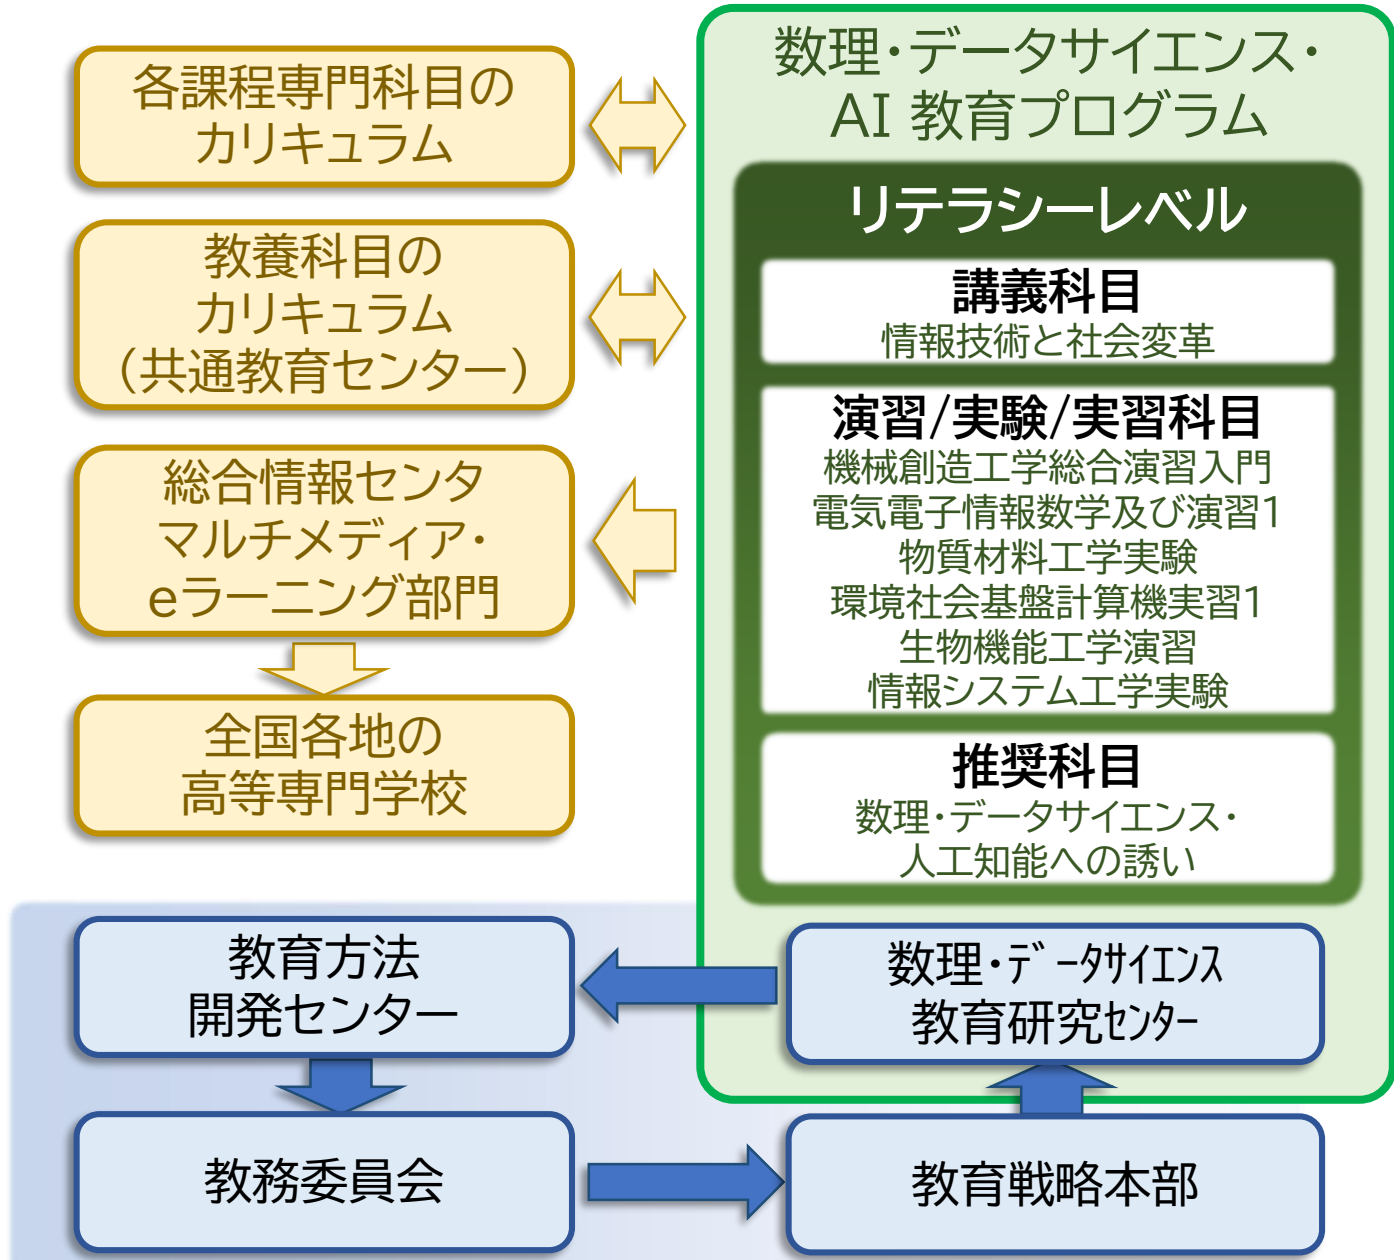 各課程専門科目の
カリキュラム
教養科目の
カリキュラム
（共通教育センター）
総合情報センタ
マルチメディア・
eラーニング部門
全国各地の
高等専門学校
数理・データサイエンス・
AI 教育プログラム
リテラシーレベル
講義科目
情報技術と社会変革
演習/実験/実習科目
機械創造工学総合演習入門
電気電子情報数学及び演習1
物質材料工学実験
環境社会基盤計算機実習1
生物機能工学演習
情報システム工学実験
推奨科目
数理・データサイエンス・
人工知能への誘い
教育方法
開発センター
数理・ﾃﾞｰﾀｻｲｴﾝｽ
教育研究ｾﾝﾀｰ
教務委員会
教育戦略本部